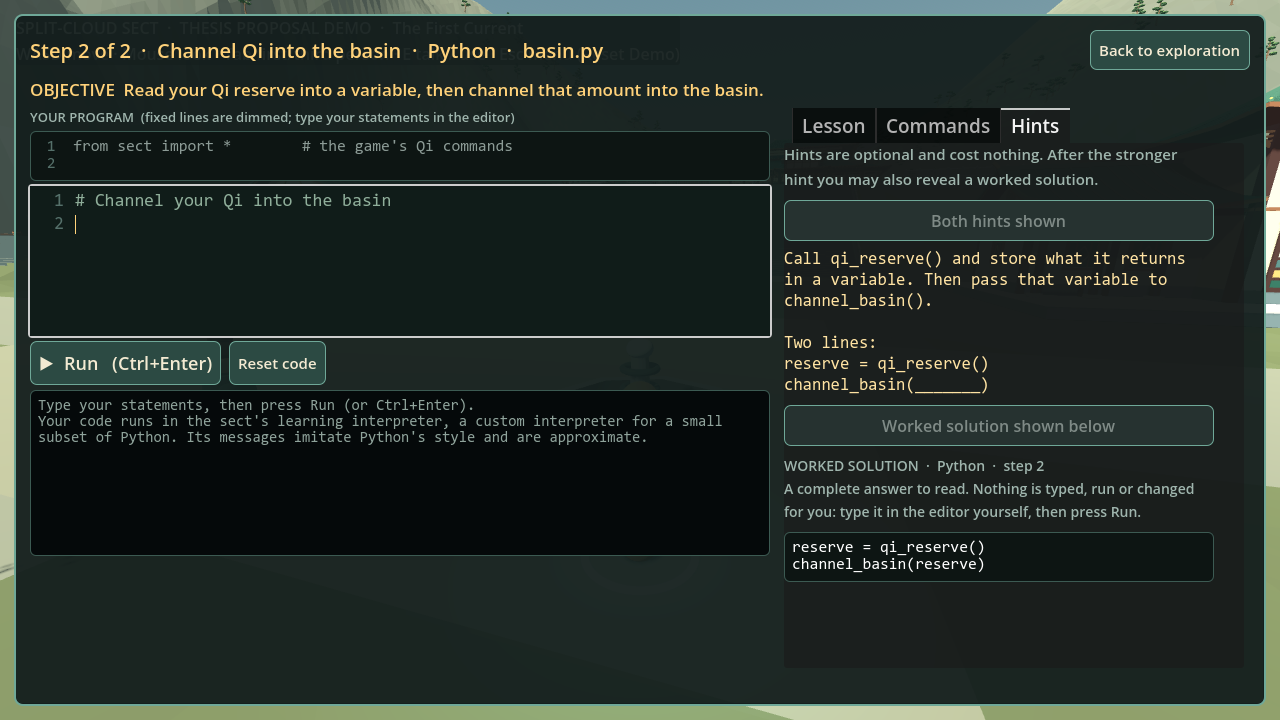 SPLIT-CLOUD SECT · THESIS PROPOSAL DEMO · The First Current
Step 2 of 2 · Channel Qi into the basin · Python · basin.py
Back to exploration
OBJECTIVE Read your Qi reserve into a variable, then channel that amount into the basin.
YOUR PROGRAM (fixed lines are dimmed; type your statements in the editor)
1 from sect import * # the game's Qi commands
2
1 # Channel your Qi into the basin
2
Run (Ctrl+Enter)
Reset code
Type your statements, then press Run (or Ctrl+Enter).
Your code runs in the sect's learning interpreter, a custom interpreter for a small
subset of Python. Its messages imitate Python's style and are approximate.
Lesson
Commands
Hints
Hints are optional and cost nothing. After the stronger
hint you may also reveal a worked solution.
Both hints shown
Call qi_reserve() and store what it returns
in a variable. Then pass that variable to
channel_basin().
Two lines:
reserve = qi_reserve()
channel_basin(_______)
Worked solution shown below
WORKED SOLUTION · Python · step 2
A complete answer to read. Nothing is typed, run or changed
for you: type it in the editor yourself, then press Run.
reserve = qi_reserve()
channel_basin(reserve)